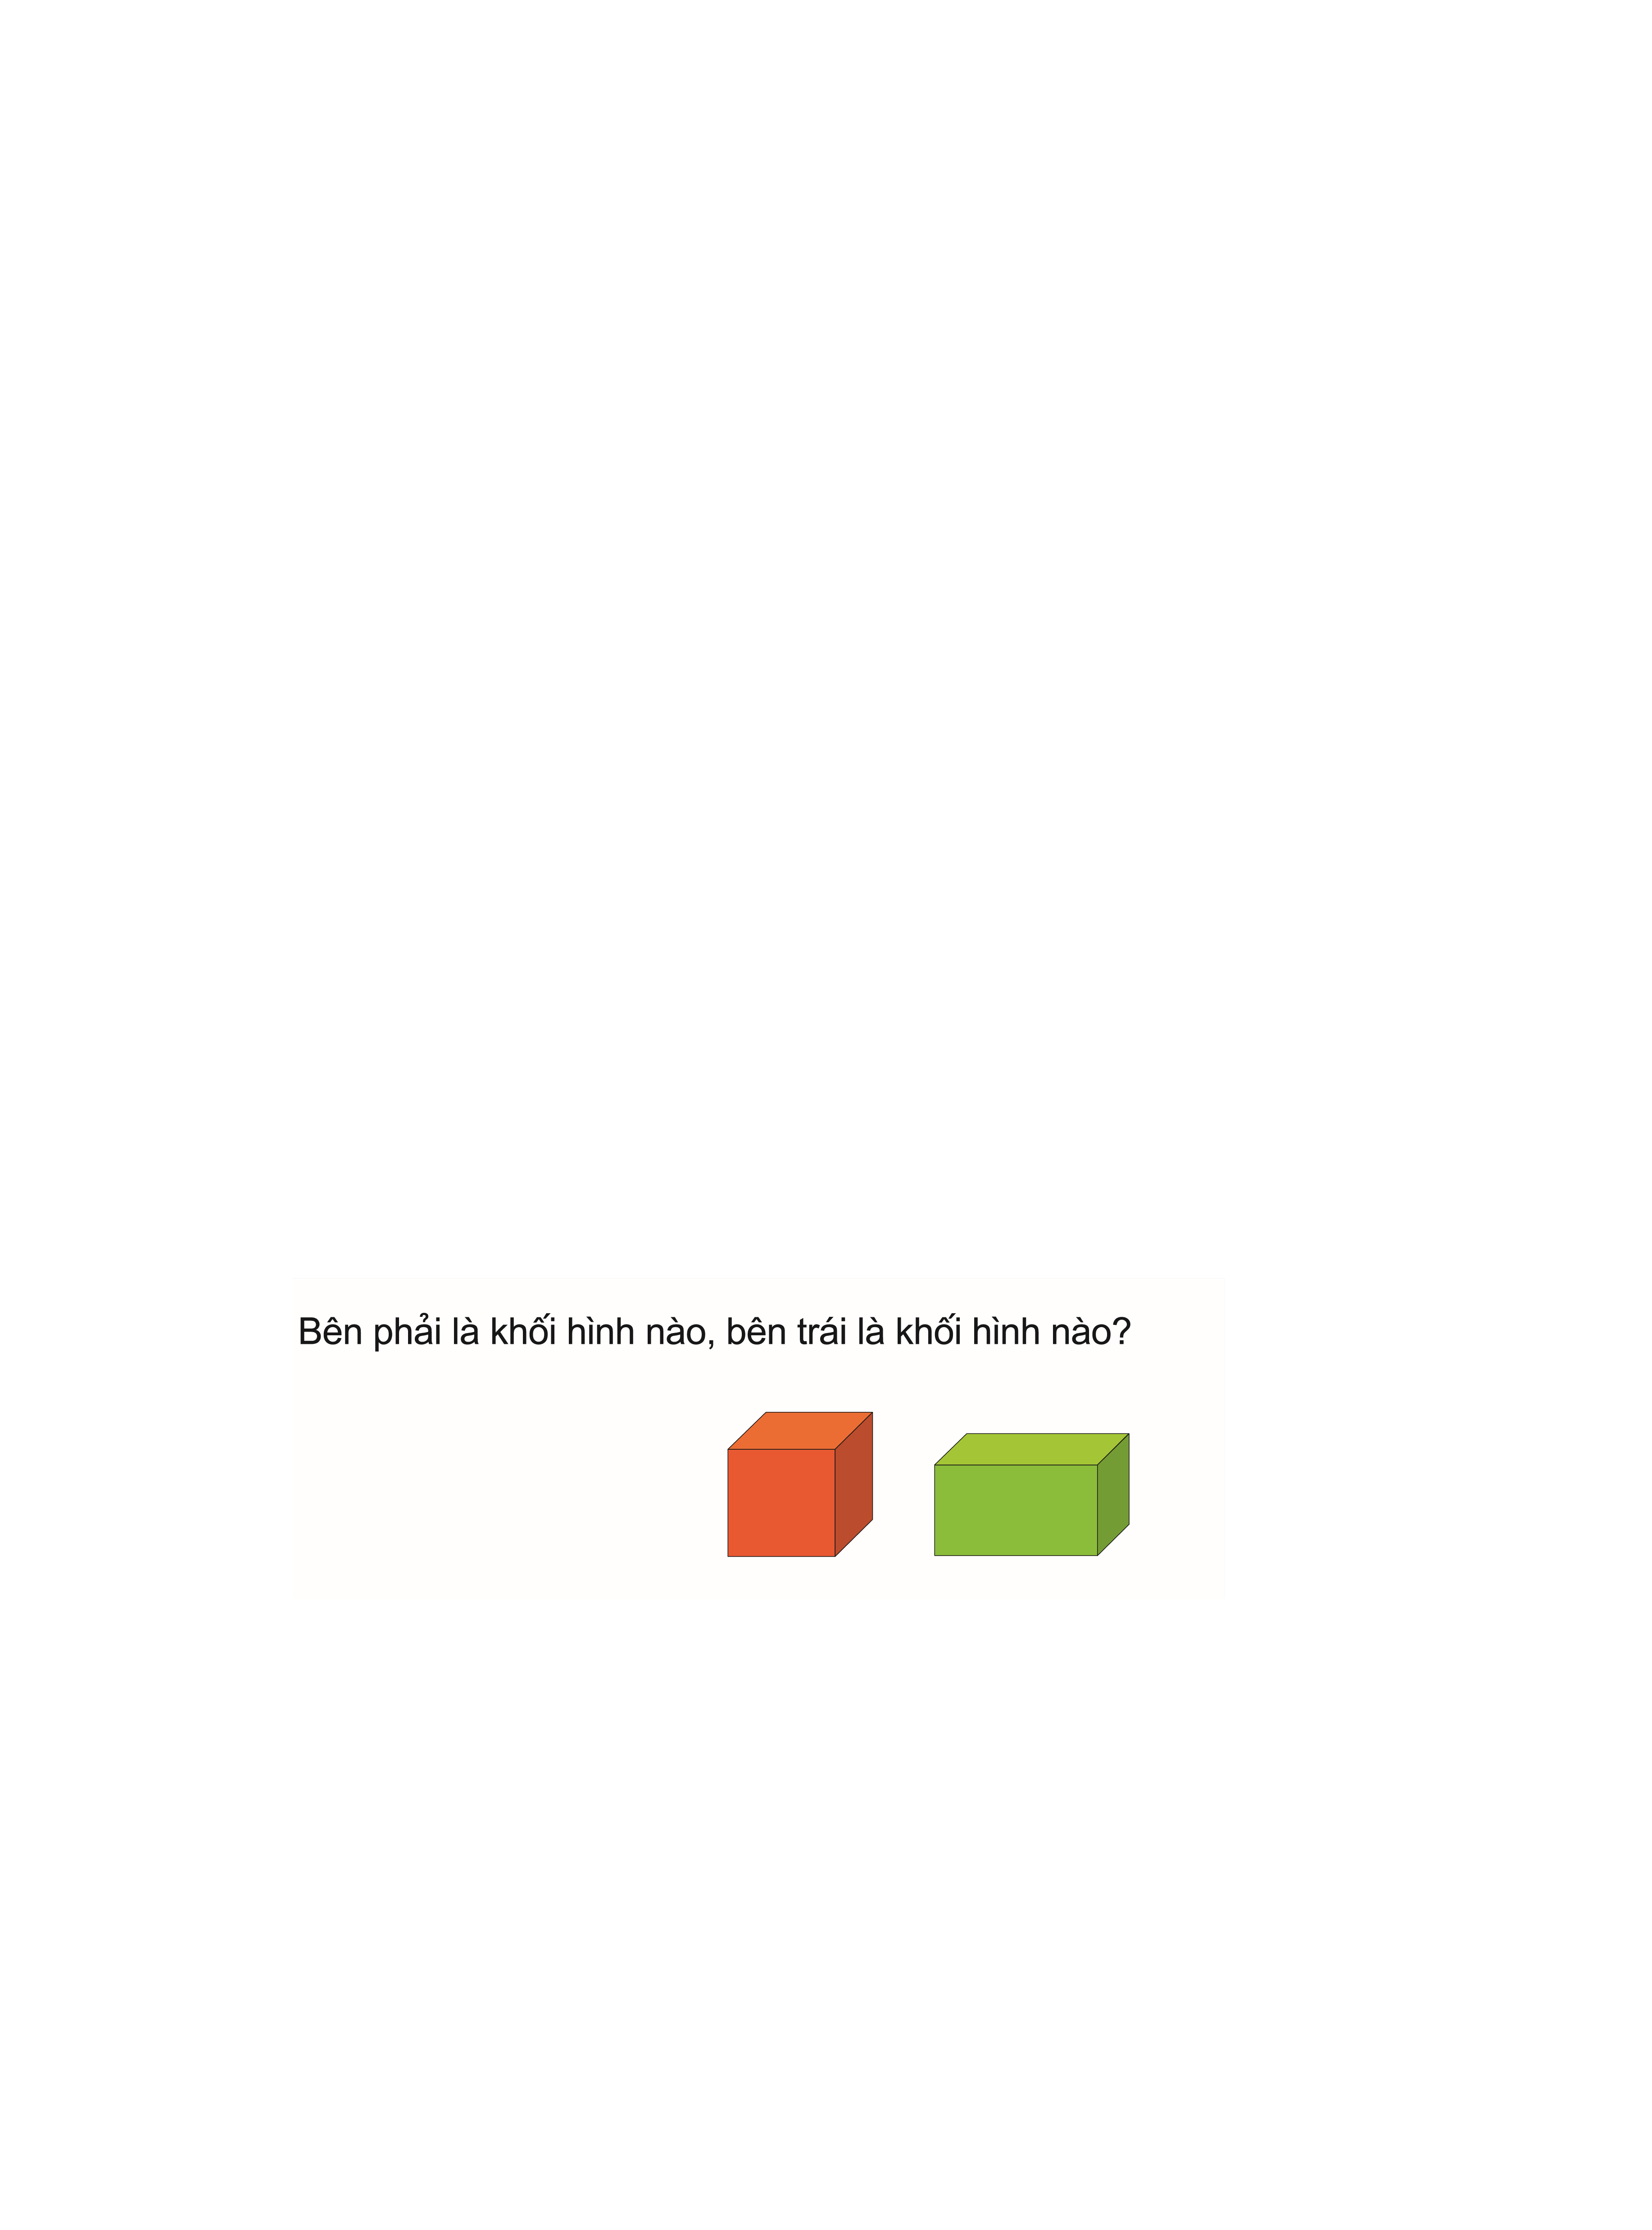 Bên phải là khối hình nào, bên trái là khối hình nào?